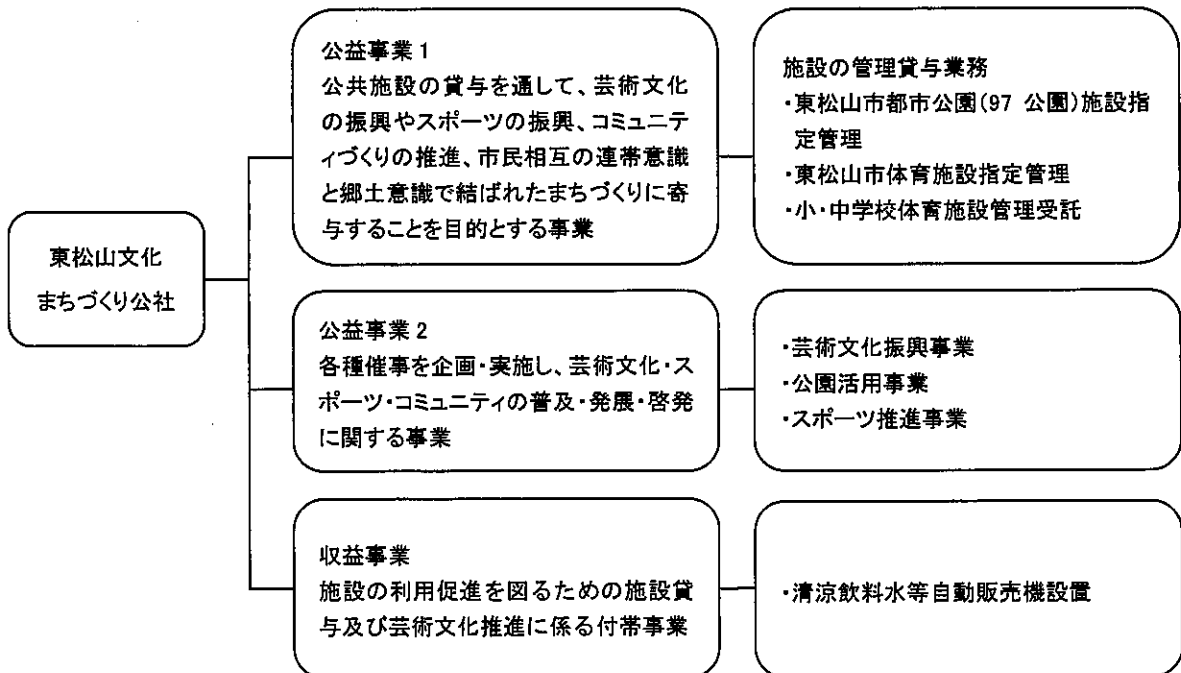 東松山文化
まちづくり公社
公益事業 1
公共施設の貸与を通して、芸術文化
の振興やスポーツの振興、コミュニテ
ィづくりの推進、市民相互の連帯意識
と郷土意識で結ばれたまちづくりに寄
与することを目的とする事業
施設の管理貸与業務
・東松山市都市公園(97 公園)施設指
定管理
・東松山市体育施設指定管理
・小・中学校体育施設管理受託
公益事業 2
各種催事を企画・実施し、芸術文化・ス
ポーツ・コミュニティの普及・発展・啓発
に関する事業
・芸術文化振興事業
・公園活用事業
・スポーツ推進事業
収益事業
施設の利用促進を図るための施設貸
与及び芸術文化推進に係る付帯事業
・清涼飲料水等自動販売機設置